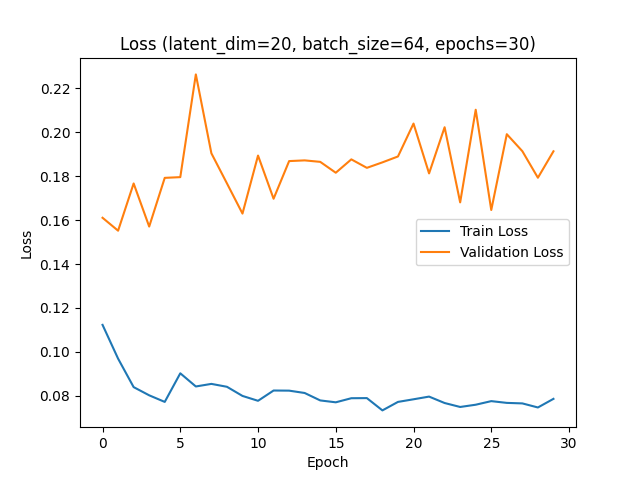 Loss (latent_dim=20, batch_size=64, epochs=30)
0.22
0.20
0.18
0.16
0.14
0.12
0.10
0.08
Loss
Train Loss
Validation Loss
0 5 10 15 20 25 30
Epoch